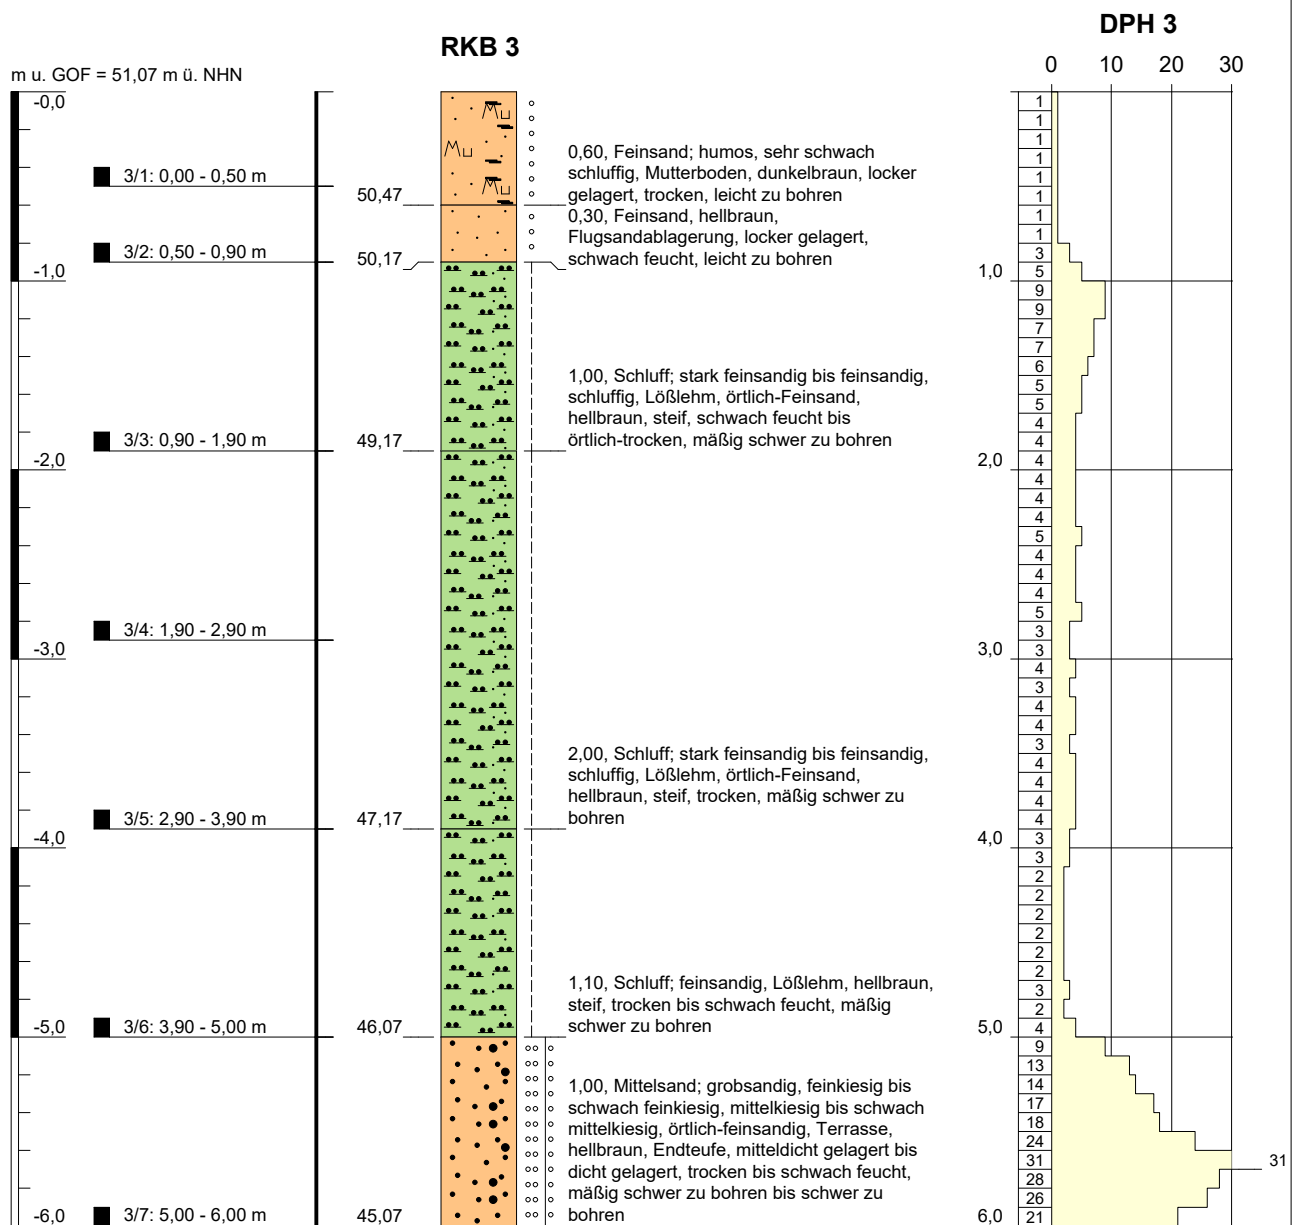 RKB 3
DPH 3
m u. GOF = 51,07 m ü. NHN
0 10 20 30
-0,0
-1,0
-2,0
-3,0
-4,0
-5,0
-6,0
3/1: 0,00 - 0,50 m
3/2: 0,50 - 0,90 m
3/3: 0,90 - 1,90 m
3/4: 1,90 - 2,90 m
3/5: 2,90 - 3,90 m
3/6: 3,90 - 5,00 m
3/7: 5,00 - 6,00 m
50,47
50,17
49,17
47,17
46,07
45,07
Mu
Mu
Mu
0,60, Feinsand; humos, sehr schwach
schluffig, Mutterboden, dunkelbraun, locker
gelagert, trocken, leicht zu bohren
0,30, Feinsand, hellbraun,
Flugsandablagerung, locker gelagert,
schwach feucht, leicht zu bohren
1,00, Schluff; stark feinsandig bis feinsandig,
schluffig, Lößlehm, örtlich-Feinsand,
hellbraun, steif, schwach feucht bis
örtlich-trocken, mäßig schwer zu bohren
2,00, Schluff; stark feinsandig bis feinsandig,
schluffig, Lößlehm, örtlich-Feinsand,
hellbraun, steif, trocken, mäßig schwer zu
bohren
1,10, Schluff; feinsandig, Lößlehm, hellbraun,
steif, trocken bis schwach feucht, mäßig
schwer zu bohren
1,00, Mittelsand; grobsandig, feinkiesig bis
schwach feinkiesig, mittelkiesig bis schwach
mittelkiesig, örtlich-feinsandig, Terrasse,
hellbraun, Endteufe, mitteldicht gelagert bis
dicht gelagert, trocken bis schwach feucht,
mäßig schwer zu bohren bis schwer zu
bohren
1,0
2,0
3,0
4,0
5,0
6,0
1
1
1
1
1
1
1
1
3
5
9
9
7
7
6
5
5
4
4
4
4
4
4
5
4
4
4
5
3
3
4
3
4
4
3
4
4
4
4
3
3
2
2
2
2
2
2
3
2
4
9
13
14
17
18
24
31
28
26
21
31